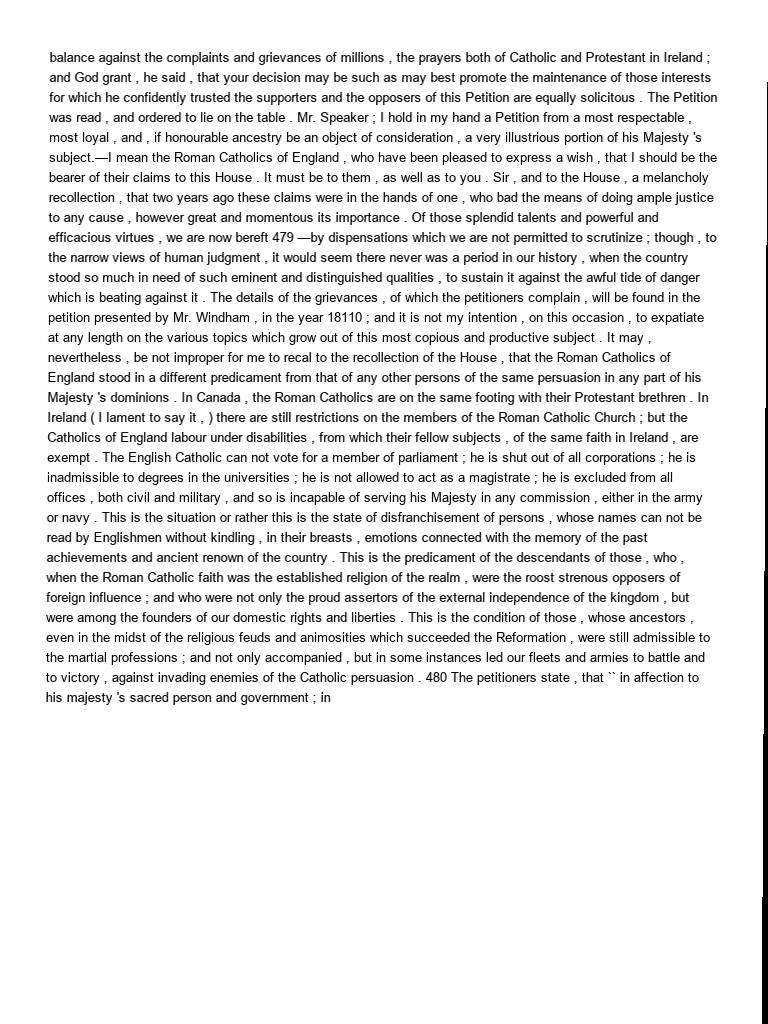 balance against the complaints and grievances of millions , the prayers both of Catholic and Protestant in Ireland ;
and God grant , he said , that your decision may be such as may best promote the maintenance of those interests
for which he confidently trusted the supporters and the opposers of this Petition are equally solicitous . The Petition
was read , and ordered to lie on the table . Mr. Speaker ; I hold in my hand a Petition from a most respectable ,
most loyal , and , if honourable ancestry be an object of consideration , a very illustrious portion of his Majesty 's
subject.—I mean the Roman Catholics of England , who have been pleased to express a wish , that I should be the
bearer of their claims to this House . It must be to them , as well as to you . Sir , and to the House , a melancholy
recollection , that two years ago these claims were in the hands of one , who bad the means of doing ample justice
to any cause , however great and momentous its importance . Of those splendid talents and powerful and
efficacious virtues , we are now bereft 479 —by dispensations which we are not permitted to scrutinize ; though , to
the narrow views of human judgment , it would seem there never was a period in our history , when the country
stood so much in need of such eminent and distinguished qualities , to sustain it against the awful tide of danger
which is beating against it . The details of the grievances , of which the petitioners complain , will be found in the
petition presented by Mr. Windham , in the year 18110 ; and it is not my intention , on this occasion , to expatiate
at any length on the various topics which grow out of this most copious and productive subject . It may ,
nevertheless , be not improper for me to recal to the recollection of the House , that the Roman Catholics of
England stood in a different predicament from that of any other persons of the same persuasion in any part of his
Majesty 's dominions . In Canada , the Roman Catholics are on the same footing with their Protestant brethren . In
Ireland ( I lament to say it , ) there are still restrictions on the members of the Roman Catholic Church ; but the
Catholics of England labour under disabilities , from which their fellow subjects , of the same faith in Ireland , are
exempt . The English Catholic can not vote for a member of parliament ; he is shut out of all corporations ; he is
inadmissible to degrees in the universities ; he is not allowed to act as a magistrate ; he is excluded from all
offices , both civil and military , and so is incapable of serving his Majesty in any commission , either in the army
or navy . This is the situation or rather this is the state of disfranchisement of persons , whose names can not be
read by Englishmen without kindling , in their breasts , emotions connected with the memory of the past
achievements and ancient renown of the country . This is the predicament of the descendants of those , who ,
when the Roman Catholic faith was the established religion of the realm , were the roost strenous opposers of
foreign influence ; and who were not only the proud assertors of the external independence of the kingdom , but
were among the founders of our domestic rights and liberties . This is the condition of those , whose ancestors ,
even in the midst of the religious feuds and animosities which succeeded the Reformation , were still admissible to
the martial professions ; and not only accompanied , but in some instances led our fleets and armies to battle and
to victory , against invading enemies of the Catholic persuasion . 480 The petitioners state , that `` in affection to
his majesty 's sacred person and government ; in